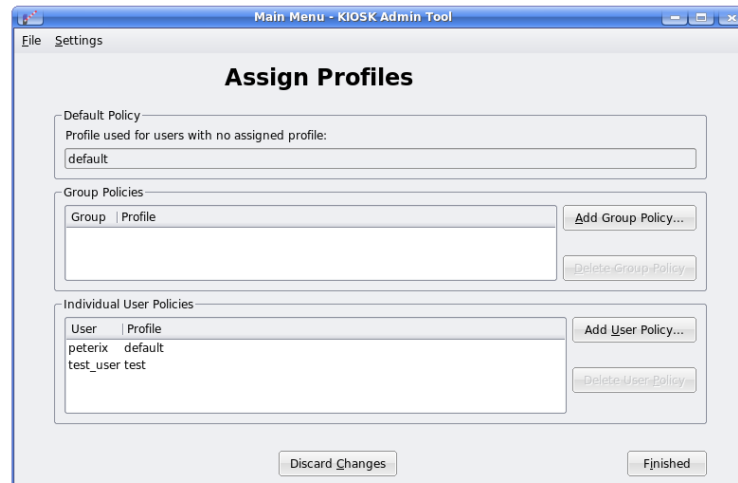 Main Menu - KIOSK Admin Tool
File Settings
Assign Profiles
Default Policy
Profile used for users with no assigned profile:
default
Group Policies
Group Profile
Add Group Policy...
Delete Group Policy
Individual User Policies
User Profile
Add User Policy...
peterix default
test_user test
Delete User Policy
Discard Changes
Finished